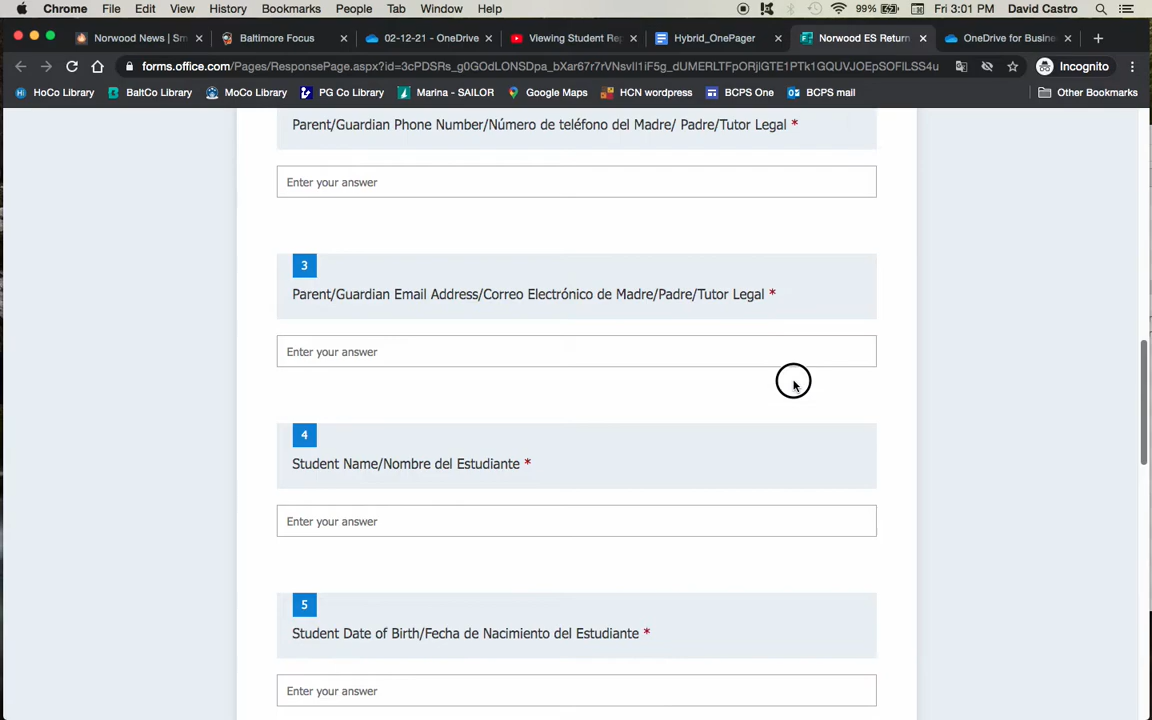 Chrome File Edit View History Bookmarks People Tab Window Help 99% Fri 3:01 PM David Castro
Norwood News | Sm Baltimore Focus 02-12-21 - OneDrive Viewing Student Rep Hybrid_OnePager Norwood ES Return OneDrive for Busine
forms.office.com/Pages/ResponsePage.aspx?id=3cPDSRs_g0GOdLONSDpa_bXar67r7rVNsvlI1iF5g_dUMERLTFpORjlGTE1PTk1GQUVJOEpSOFlLSS4u Incognito
HoCo Library BaltCo Library MoCo Library PG Co Library Marina - SAILOR Google Maps HCN wordpress BCPS One BCPS mail Other Bookmarks
Parent/Guardian Phone Number/Número de teléfono del Madre/ Padre/Tutor Legal *
Enter your answer
3
Parent/Guardian Email Address/Correo Electrónico de Madre/Padre/Tutor Legal *
Enter your answer
4
Student Name/Nombre del Estudiante *
Enter your answer
5
Student Date of Birth/Fecha de Nacimiento del Estudiante *
Enter your answer